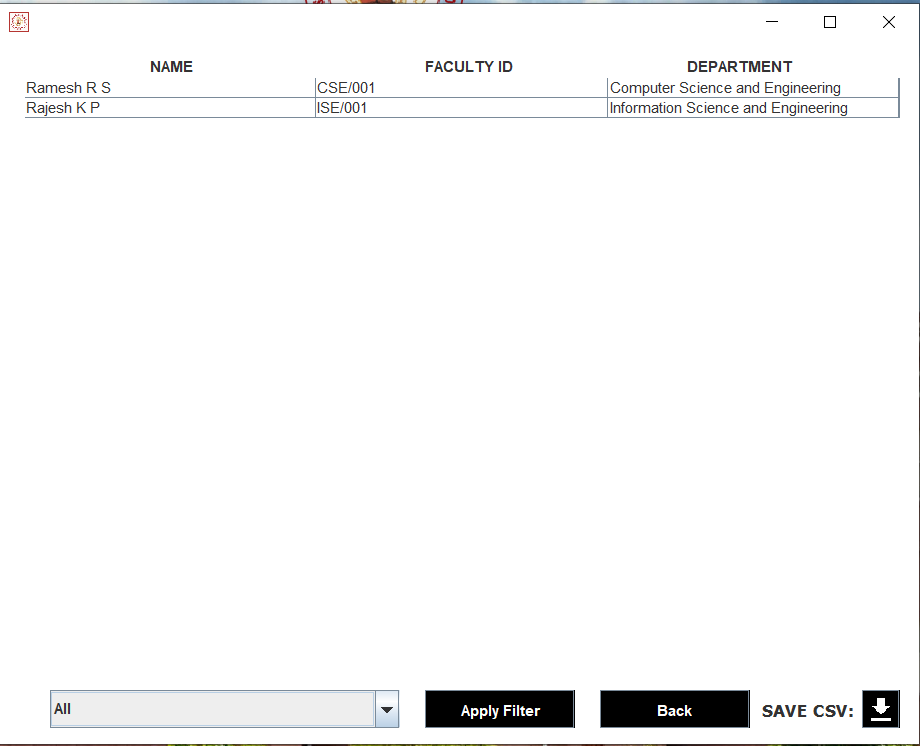 NAME FACULTY ID DEPARTMENT
Ramesh R S CSE/001 Computer Science and Engineering
Rajesh K P ISE/001 Information Science and Engineering
All Apply Filter Back SAVE CSV: